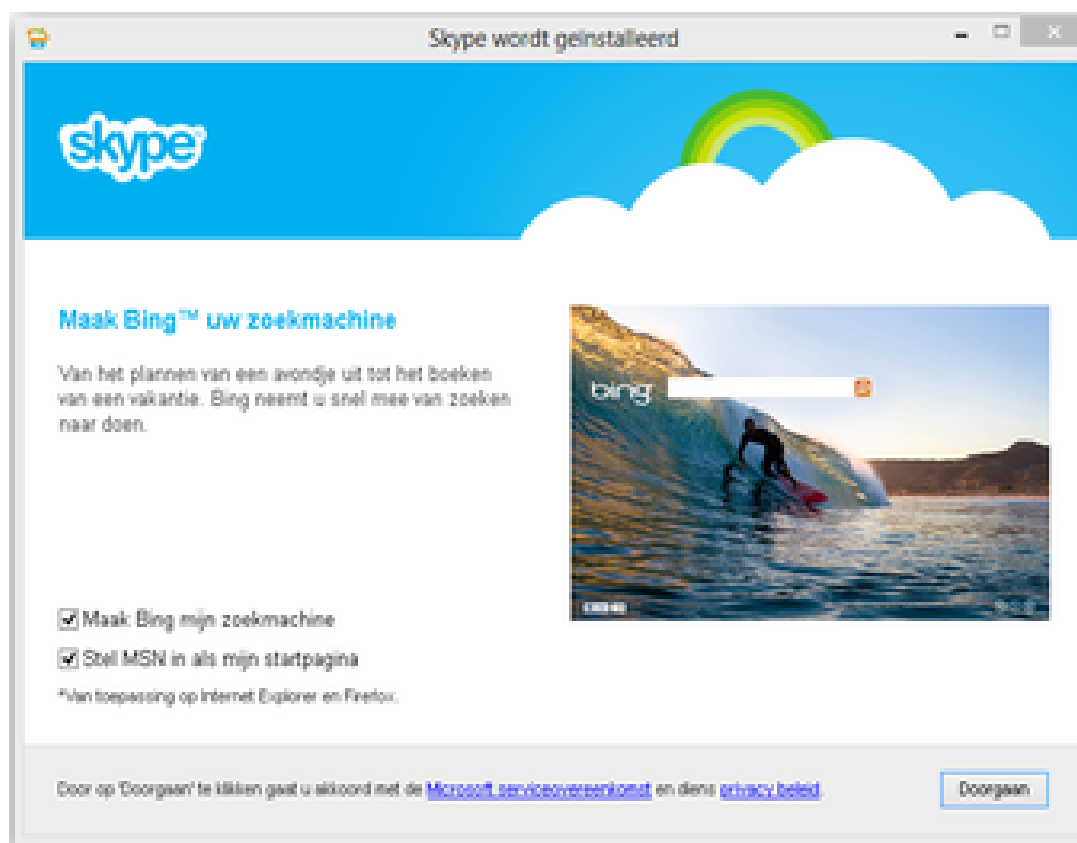 Skype wordt geïnstalleerd
skype
Maak Bing™ uw zoekmachine
Van het plannen van een avondje uit tot het boeken
van een vakantie. Bing neemt u snel mee van zoeken
naar doen.
bing
Maak Bing mijn zoekmachine
Stel MSN in als mijn startpagina
*Van toepassing op Internet Explorer en Firefox.
Door op 'Doorgaan' te klikken gaat u akkoord met de Microsoft serviceovereenkomst en diens privacy beleid.
Doorgaan